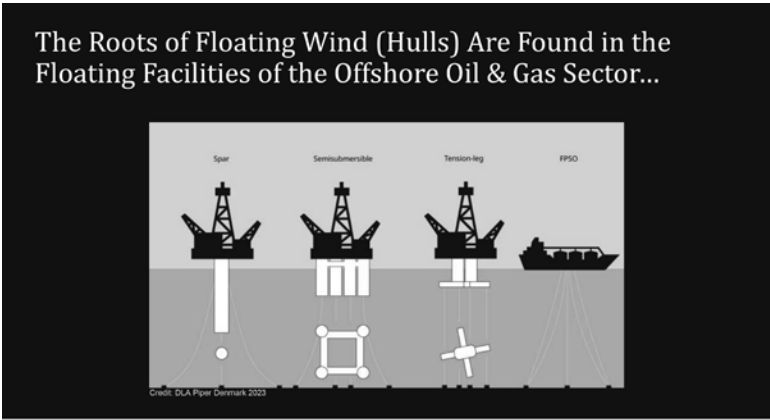 The Roots of Floating Wind (Hulls) Are Found in the
Floating Facilities of the Offshore Oil & Gas Sector...
Spar
Semisubmersible
Tension-leg
FPSO
Credit: DLA Piper Denmark 2023